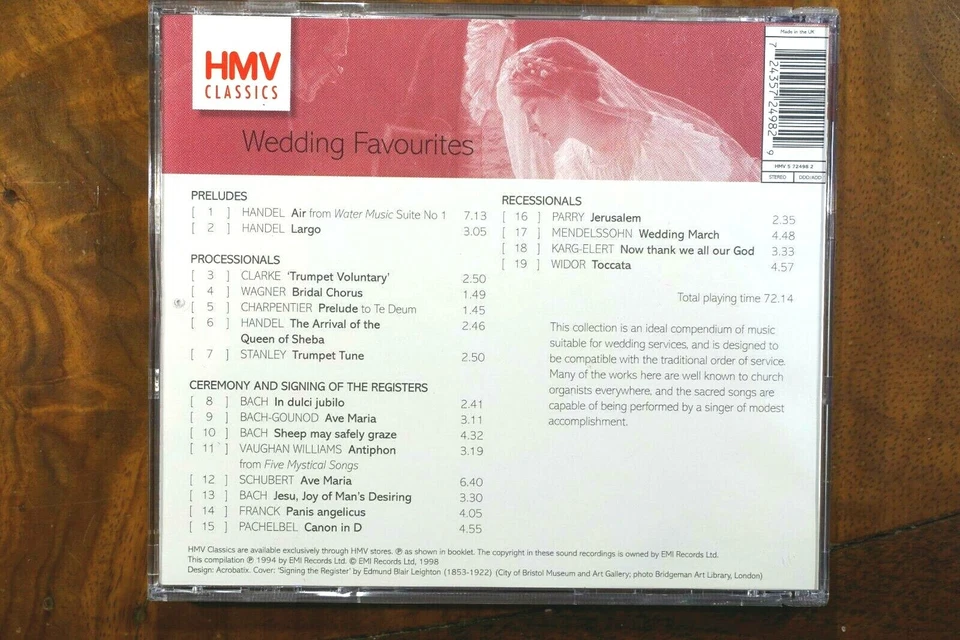 HMV
CLASSICS
Wedding Favourites
Made in the UK
7 24357 24982 9
HMV 5 72498 2
STEREO DDD/ADD
PRELUDES
[ 1 ] HANDEL Air from Water Music Suite No 1 7.13
[ 2 ] HANDEL Largo 3.05
PROCESSIONALS
[ 3 ] CLARKE ‘Trumpet Voluntary’ 2.50
[ 4 ] WAGNER Bridal Chorus 1.49
[ 5 ] CHARPENTIER Prelude to Te Deum 1.45
[ 6 ] HANDEL The Arrival of the 2.46
Queen of Sheba
[ 7 ] STANLEY Trumpet Tune 2.50
CEREMONY AND SIGNING OF THE REGISTERS
[ 8 ] BACH In dulci jubilo 2.41
[ 9 ] BACH-GOUNOD Ave Maria 3.11
[ 10 ] BACH Sheep may safely graze 4.32
[ 11 ] VAUGHAN WILLIAMS Antiphon 3.19
from Five Mystical Songs
[ 12 ] SCHUBERT Ave Maria 6.40
[ 13 ] BACH Jesu, Joy of Man's Desiring 3.30
[ 14 ] FRANCK Panis angelicus 4.05
[ 15 ] PACHELBEL Canon in D 4.55
RECESSIONALS
[ 16 ] PARRY Jerusalem 2.35
[ 17 ] MENDELSSOHN Wedding March 4.48
[ 18 ] KARG-ELERT Now thank we all our God 3.33
[ 19 ] WIDOR Toccata 4.57
Total playing time 72.14
This collection is an ideal compendium of music
suitable for wedding services, and is designed to
be compatible with the traditional order of service.
Many of the works here are well known to church
organists everywhere, and the sacred songs are
capable of being performed by a singer of modest
accomplishment.
HMV Classics are available exclusively through HMV stores. ℗ as shown in booklet. The copyright in these sound recordings is owned by EMI Records Ltd.
This compilation ℗ 1994 by EMI Records Ltd. © EMI Records Ltd, 1998
Design: Acrobatix. Cover: ‘Signing the Register’ by Edmund Blair Leighton (1853-1922) (City of Bristol Museum and Art Gallery; photo Bridgeman Art Library, London)